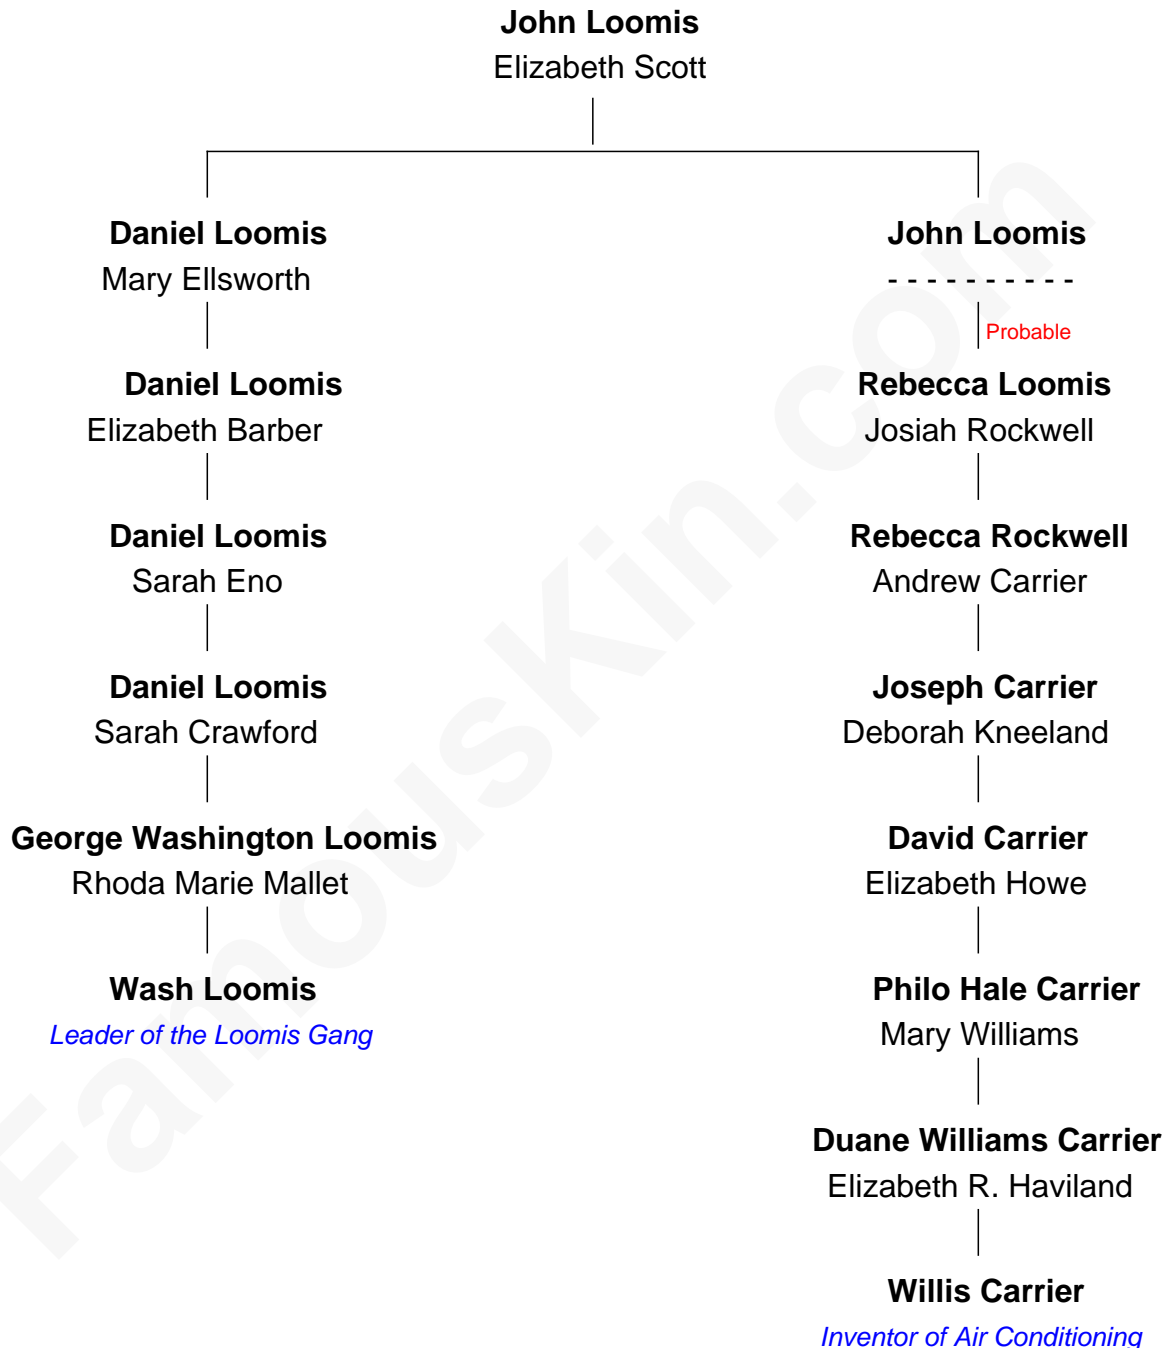 John Loomis
Elizabeth Scott
Daniel Loomis
Mary Ellsworth
Daniel Loomis
Elizabeth Barber
Daniel Loomis
Sarah Eno
Daniel Loomis
Sarah Crawford
George Washington Loomis
Rhoda Marie Mallet
Wash Loomis
Leader of the Loomis Gang
John Loomis
- - - - - - - - - -
Probable
Rebecca Loomis
Josiah Rockwell
Rebecca Rockwell
Andrew Carrier
Joseph Carrier
Deborah Kneeland
David Carrier
Elizabeth Howe
Philo Hale Carrier
Mary Williams
Duane Williams Carrier
Elizabeth R. Haviland
Willis Carrier
Inventor of Air Conditioning
FamousKin.com